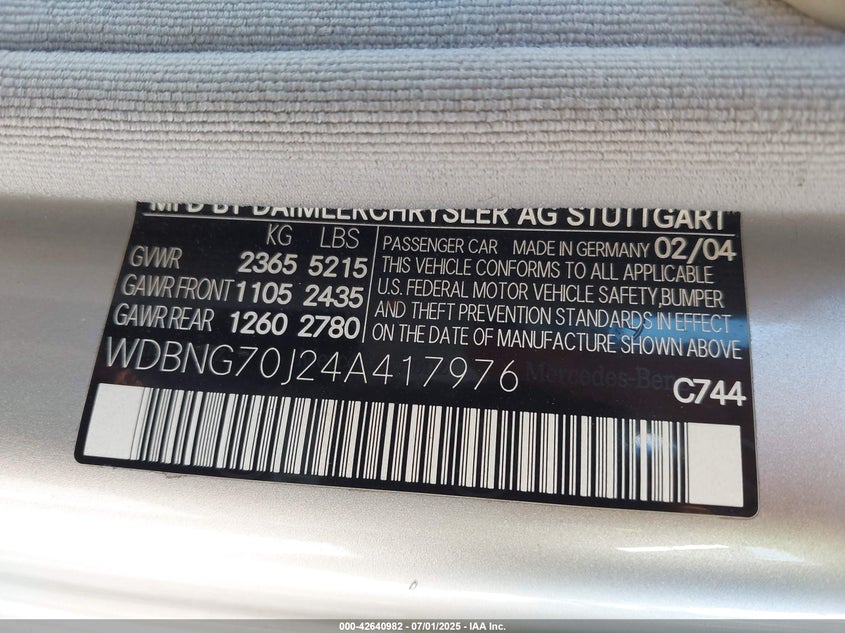 MFD BY DAIMLERCHRYSLER AG STUTTGART
KG LBS
GVWR 2365 5215
GAWR FRONT 1105 2435
GAWR REAR 1260 2780
PASSENGER CAR MADE IN GERMANY 02/04
THIS VEHICLE CONFORMS TO ALL APPLICABLE
U.S. FEDERAL MOTOR VEHICLE SAFETY,BUMPER
AND THEFT PREVENTION STANDARDS IN EFFECT
ON THE DATE OF MANUFACTURE SHOWN ABOVE
WDBNG70J24A417976
Mercedes-Benz
C744
000-42640982 - 07/01/2025 - IAA Inc.